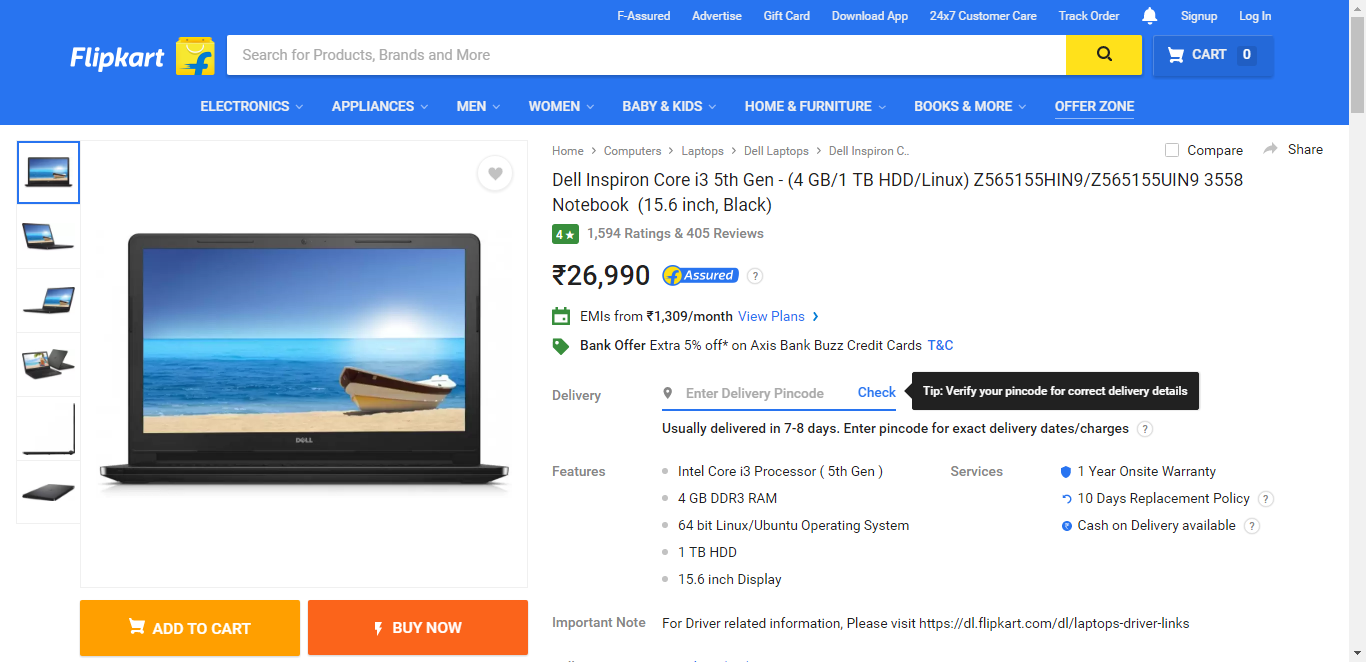 F-Assured Advertise Gift Card Download App 24x7 Customer Care Track Order Signup Log In
Flipkart Search for Products, Brands and More CART 0
ELECTRONICS APPLIANCES MEN WOMEN BABY & KIDS HOME & FURNITURE BOOKS & MORE OFFER ZONE
Home > Computers > Laptops > Dell Laptops > Dell Inspiron C.. Compare Share
Dell Inspiron Core i3 5th Gen - (4 GB/1 TB HDD/Linux) Z565155HIN9/Z565155UIN9 3558
Notebook (15.6 inch, Black)
4★ 1,594 Ratings & 405 Reviews
₹26,990 Assured ?
EMIs from ₹1,309/month View Plans >
Bank Offer Extra 5% off* on Axis Bank Buzz Credit Cards T&C
Delivery Enter Delivery Pincode Check Tip: Verify your pincode for correct delivery details
Usually delivered in 7-8 days. Enter pincode for exact delivery dates/charges ?
DELL
Features
Intel Core i3 Processor ( 5th Gen )
4 GB DDR3 RAM
64 bit Linux/Ubuntu Operating System
1 TB HDD
15.6 inch Display
Services
1 Year Onsite Warranty
10 Days Replacement Policy ?
Cash on Delivery available ?
ADD TO CART BUY NOW
Important Note For Driver related information, Please visit https://dl.flipkart.com/dl/laptops-driver-links